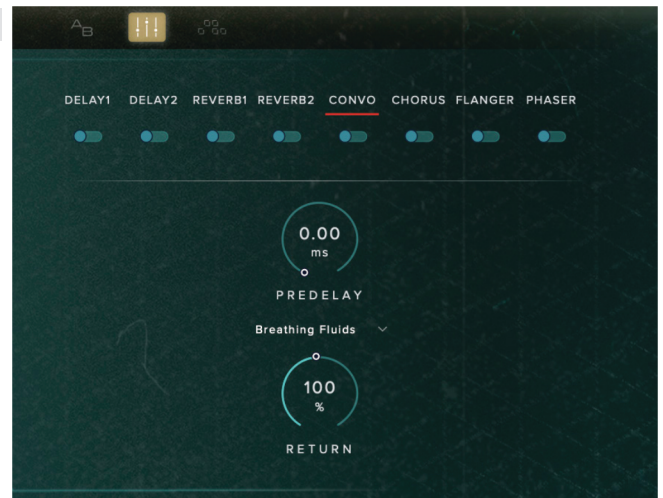 A B
DELAY1 DELAY2 REVERB1 REVERB2 CONVO CHORUS FLANGER PHASER
0.00
ms
PREDELAY
Breathing Fluids
100
%
RETURN